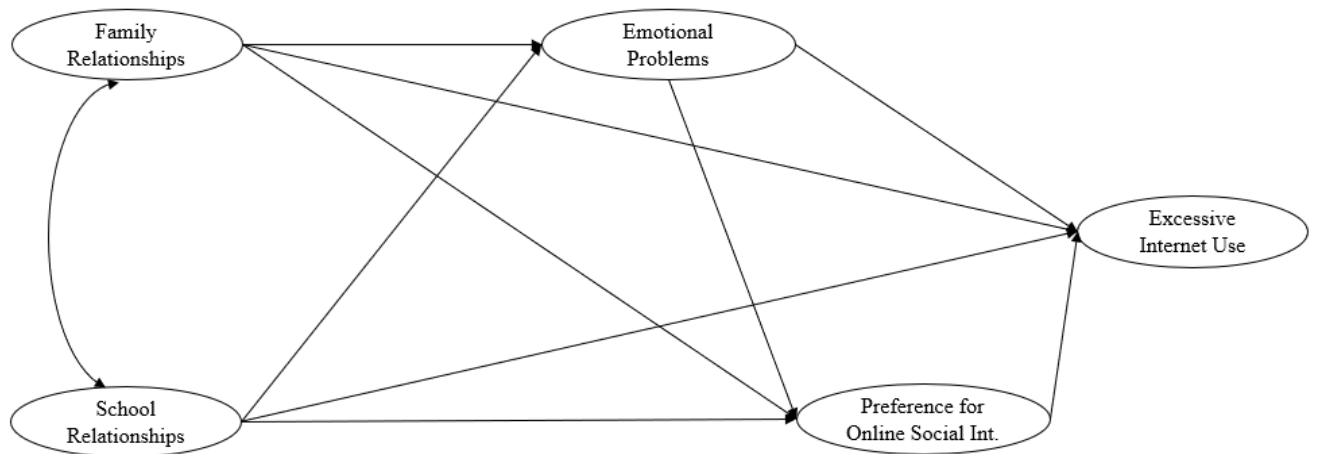 Family
Relationships
Emotional
Problems
Excessive
Internet Use
School
Relationships
Preference for
Online Social Int.